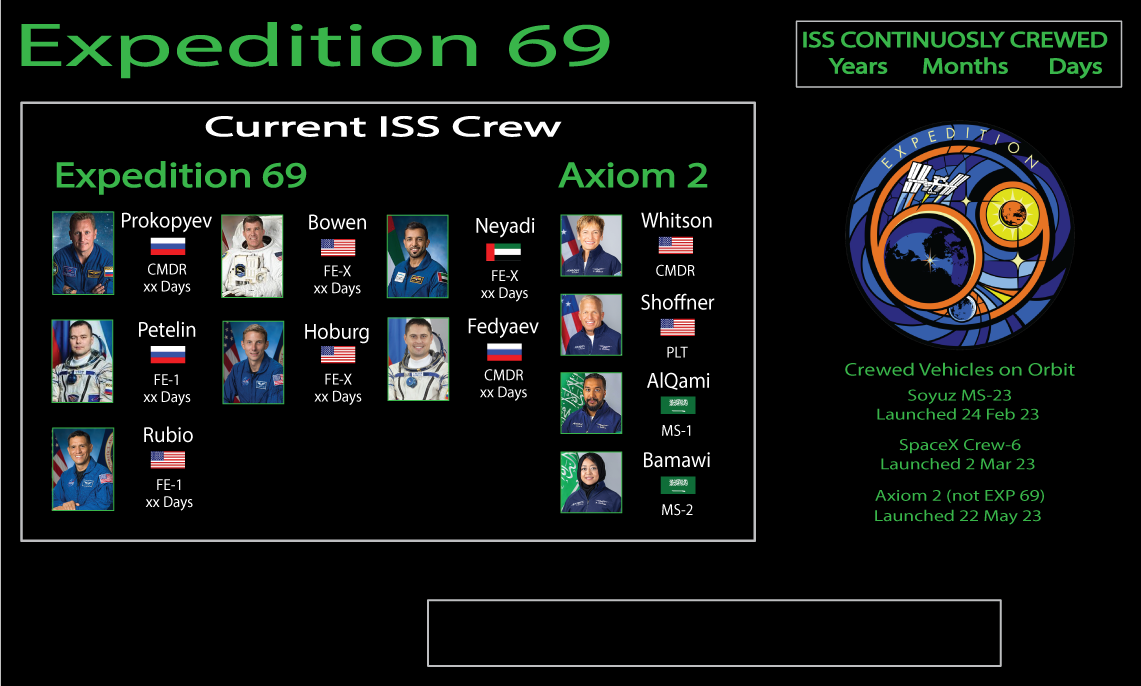 Expedition 69
ISS CONTINUOSLY CREWED
Years Months Days
Current ISS Crew
Expedition 69
Prokopyev
CMDR
xx Days
Bowen
FE-X
xx Days
Neyadi
FE-X
xx Days
Petelin
FE-1
xx Days
Hoburg
FE-X
xx Days
Fedyaev
CMDR
xx Days
Rubio
FE-1
xx Days
Axiom 2
Whitson
CMDR
Shoffner
PLT
AlQami
MS-1
Bamawi
MS-2
EXPEDITION
Crewed Vehicles on Orbit
Soyuz MS-23
Launched 24 Feb 23
SpaceX Crew-6
Launched 2 Mar 23
Axiom 2 (not EXP 69)
Launched 22 May 23